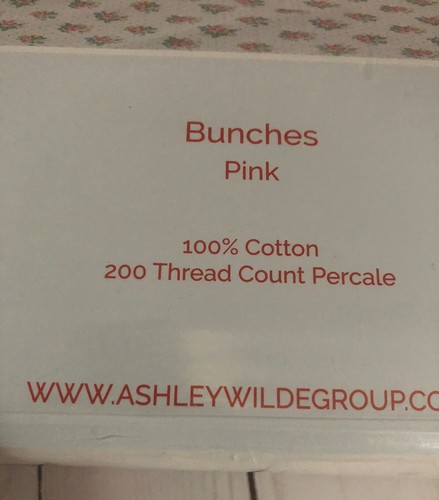 Bunches
Pink
100% Cotton
200 Thread Count Percale
WWW.ASHLEYWILDEGROUP.CO